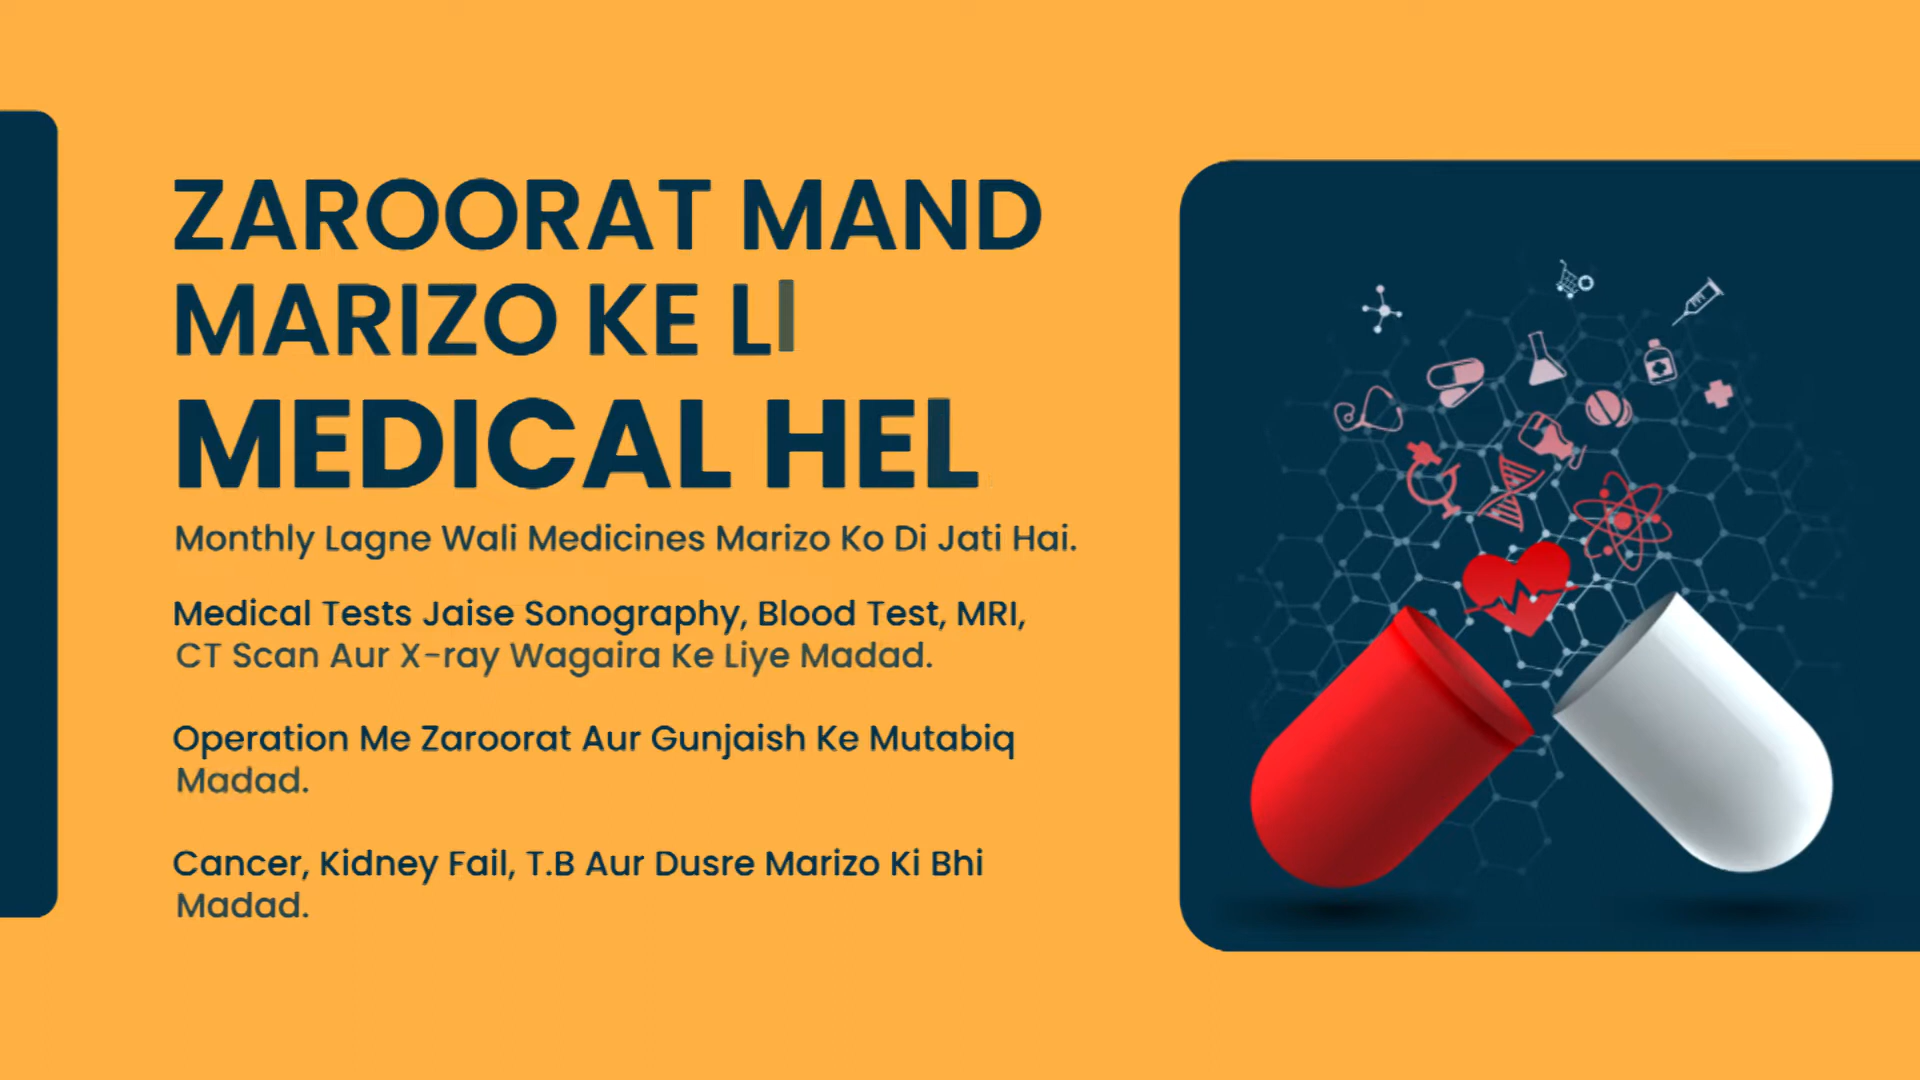 ZAROORAT MAND
MARIZO KE LI
MEDICAL HEL
Monthly Lagne Wali Medicines Marizo Ko Di Jati Hai.
Medical Tests Jaise Sonography, Blood Test, MRI,
CT Scan Aur X-ray Wagaira Ke Liye Madad.
Operation Me Zaroorat Aur Gunjaish Ke Mutabiq
Madad.
Cancer, Kidney Fail, T.B Aur Dusre Marizo Ki Bhi
Madad.